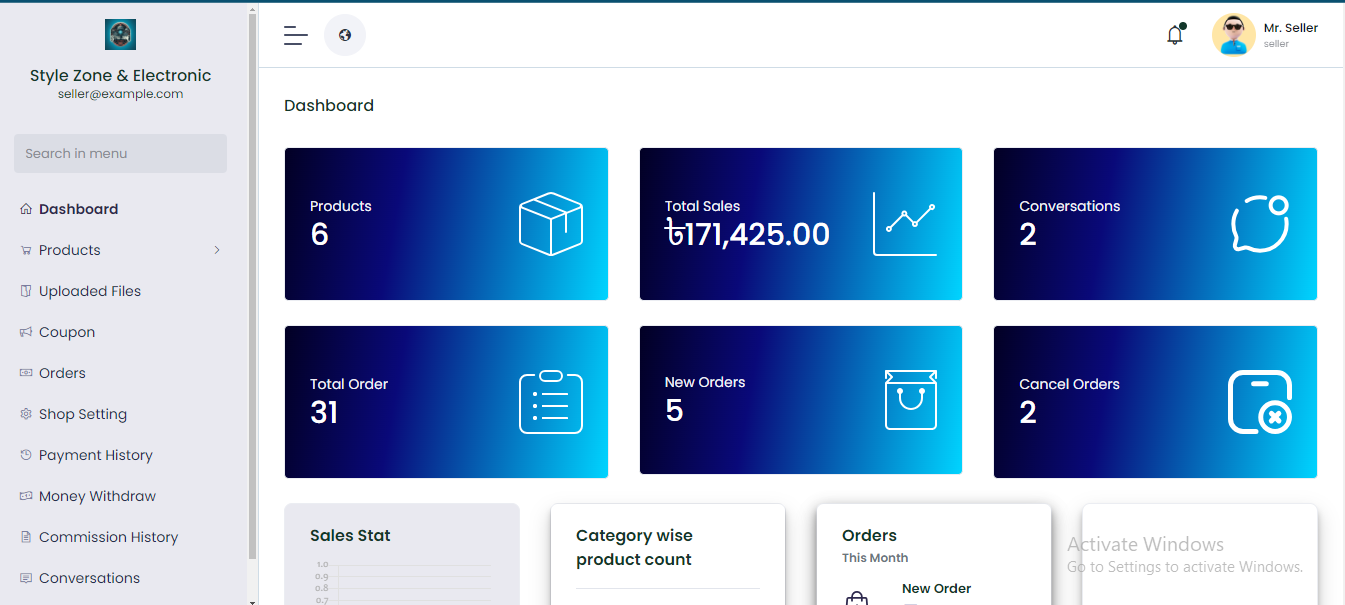 Style Zone & Electronic
seller@example.com
Search in menu
Dashboard
Products
Uploaded Files
Coupon
Orders
Shop Setting
Payment History
Money Withdraw
Commission History
Conversations
Mr. Seller
seller
Dashboard
Products
6
Total Sales
৳171,425.00
Conversations
2
Total Order
31
New Orders
5
Cancel Orders
2
Sales Stat
1.0
0.9
0.8
0.7
Category wise
product count
Orders
This Month
New Order
Activate Windows
Go to Settings to activate Windows.